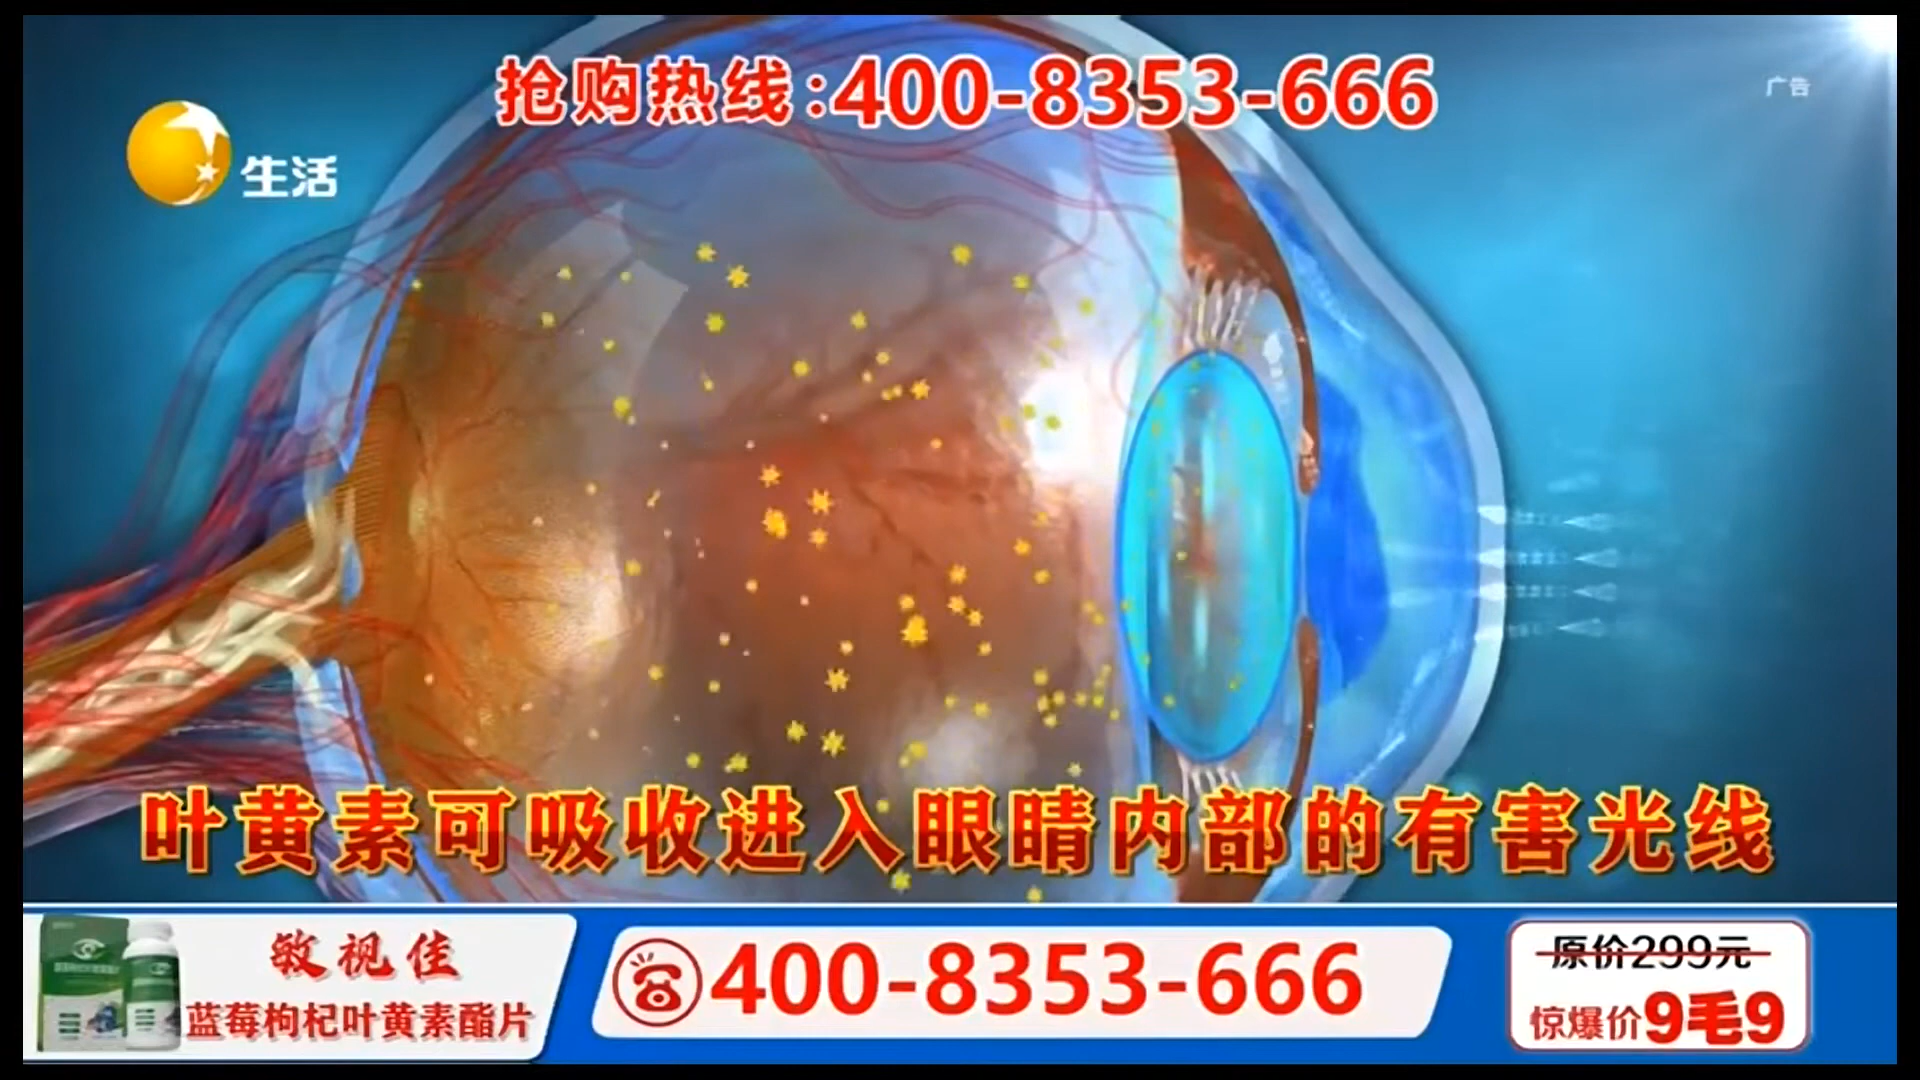 抢购热线:400-8353-666
广告
生活
叶黄素可吸收进入眼睛内部的有害光线
敏视佳
蓝莓枸杞叶黄素酯片
400-8353-666
原价299元
惊爆价9毛9